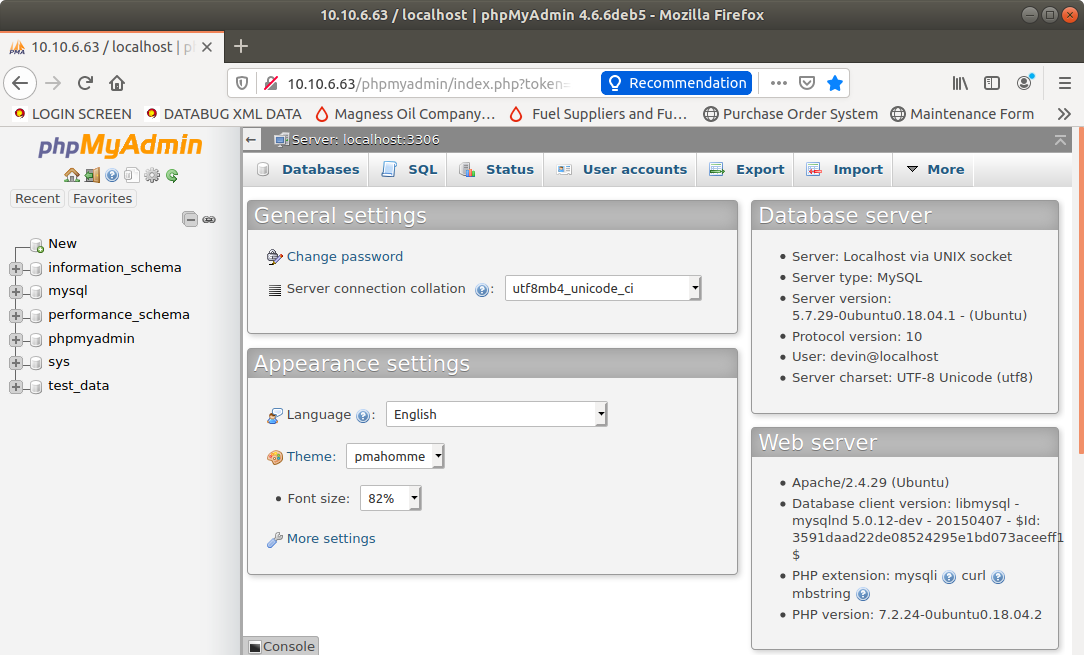 10.10.6.63 / localhost | phpMyAdmin 4.6.6deb5 - Mozilla Firefox
10.10.6.63 / localhost | p
10.10.6.63/phpmyadmin/index.php?token= Recommendation
LOGIN SCREEN DATABUG XML DATA Magness Oil Company… Fuel Suppliers and Fu… Purchase Order System Maintenance Form
phpMyAdmin
Recent Favorites
New
information_schema
mysql
performance_schema
phpmyadmin
sys
test_data
Server: localhost:3306
Databases SQL Status User accounts Export Import More
General settings
Change password
Server connection collation : utf8mb4_unicode_ci
Appearance settings
Language : English
Theme: pmahomme
Font size: 82%
More settings
Database server
Server: Localhost via UNIX socket
Server type: MySQL
Server version:
5.7.29-0ubuntu0.18.04.1 - (Ubuntu)
Protocol version: 10
User: devin@localhost
Server charset: UTF-8 Unicode (utf8)
Web server
Apache/2.4.29 (Ubuntu)
Database client version: libmysql -
mysqlnd 5.0.12-dev - 20150407 - $Id:
3591daad22de08524295e1bd073aceeff1
$
PHP extension: mysqli curl
mbstring
PHP version: 7.2.24-0ubuntu0.18.04.2
Console